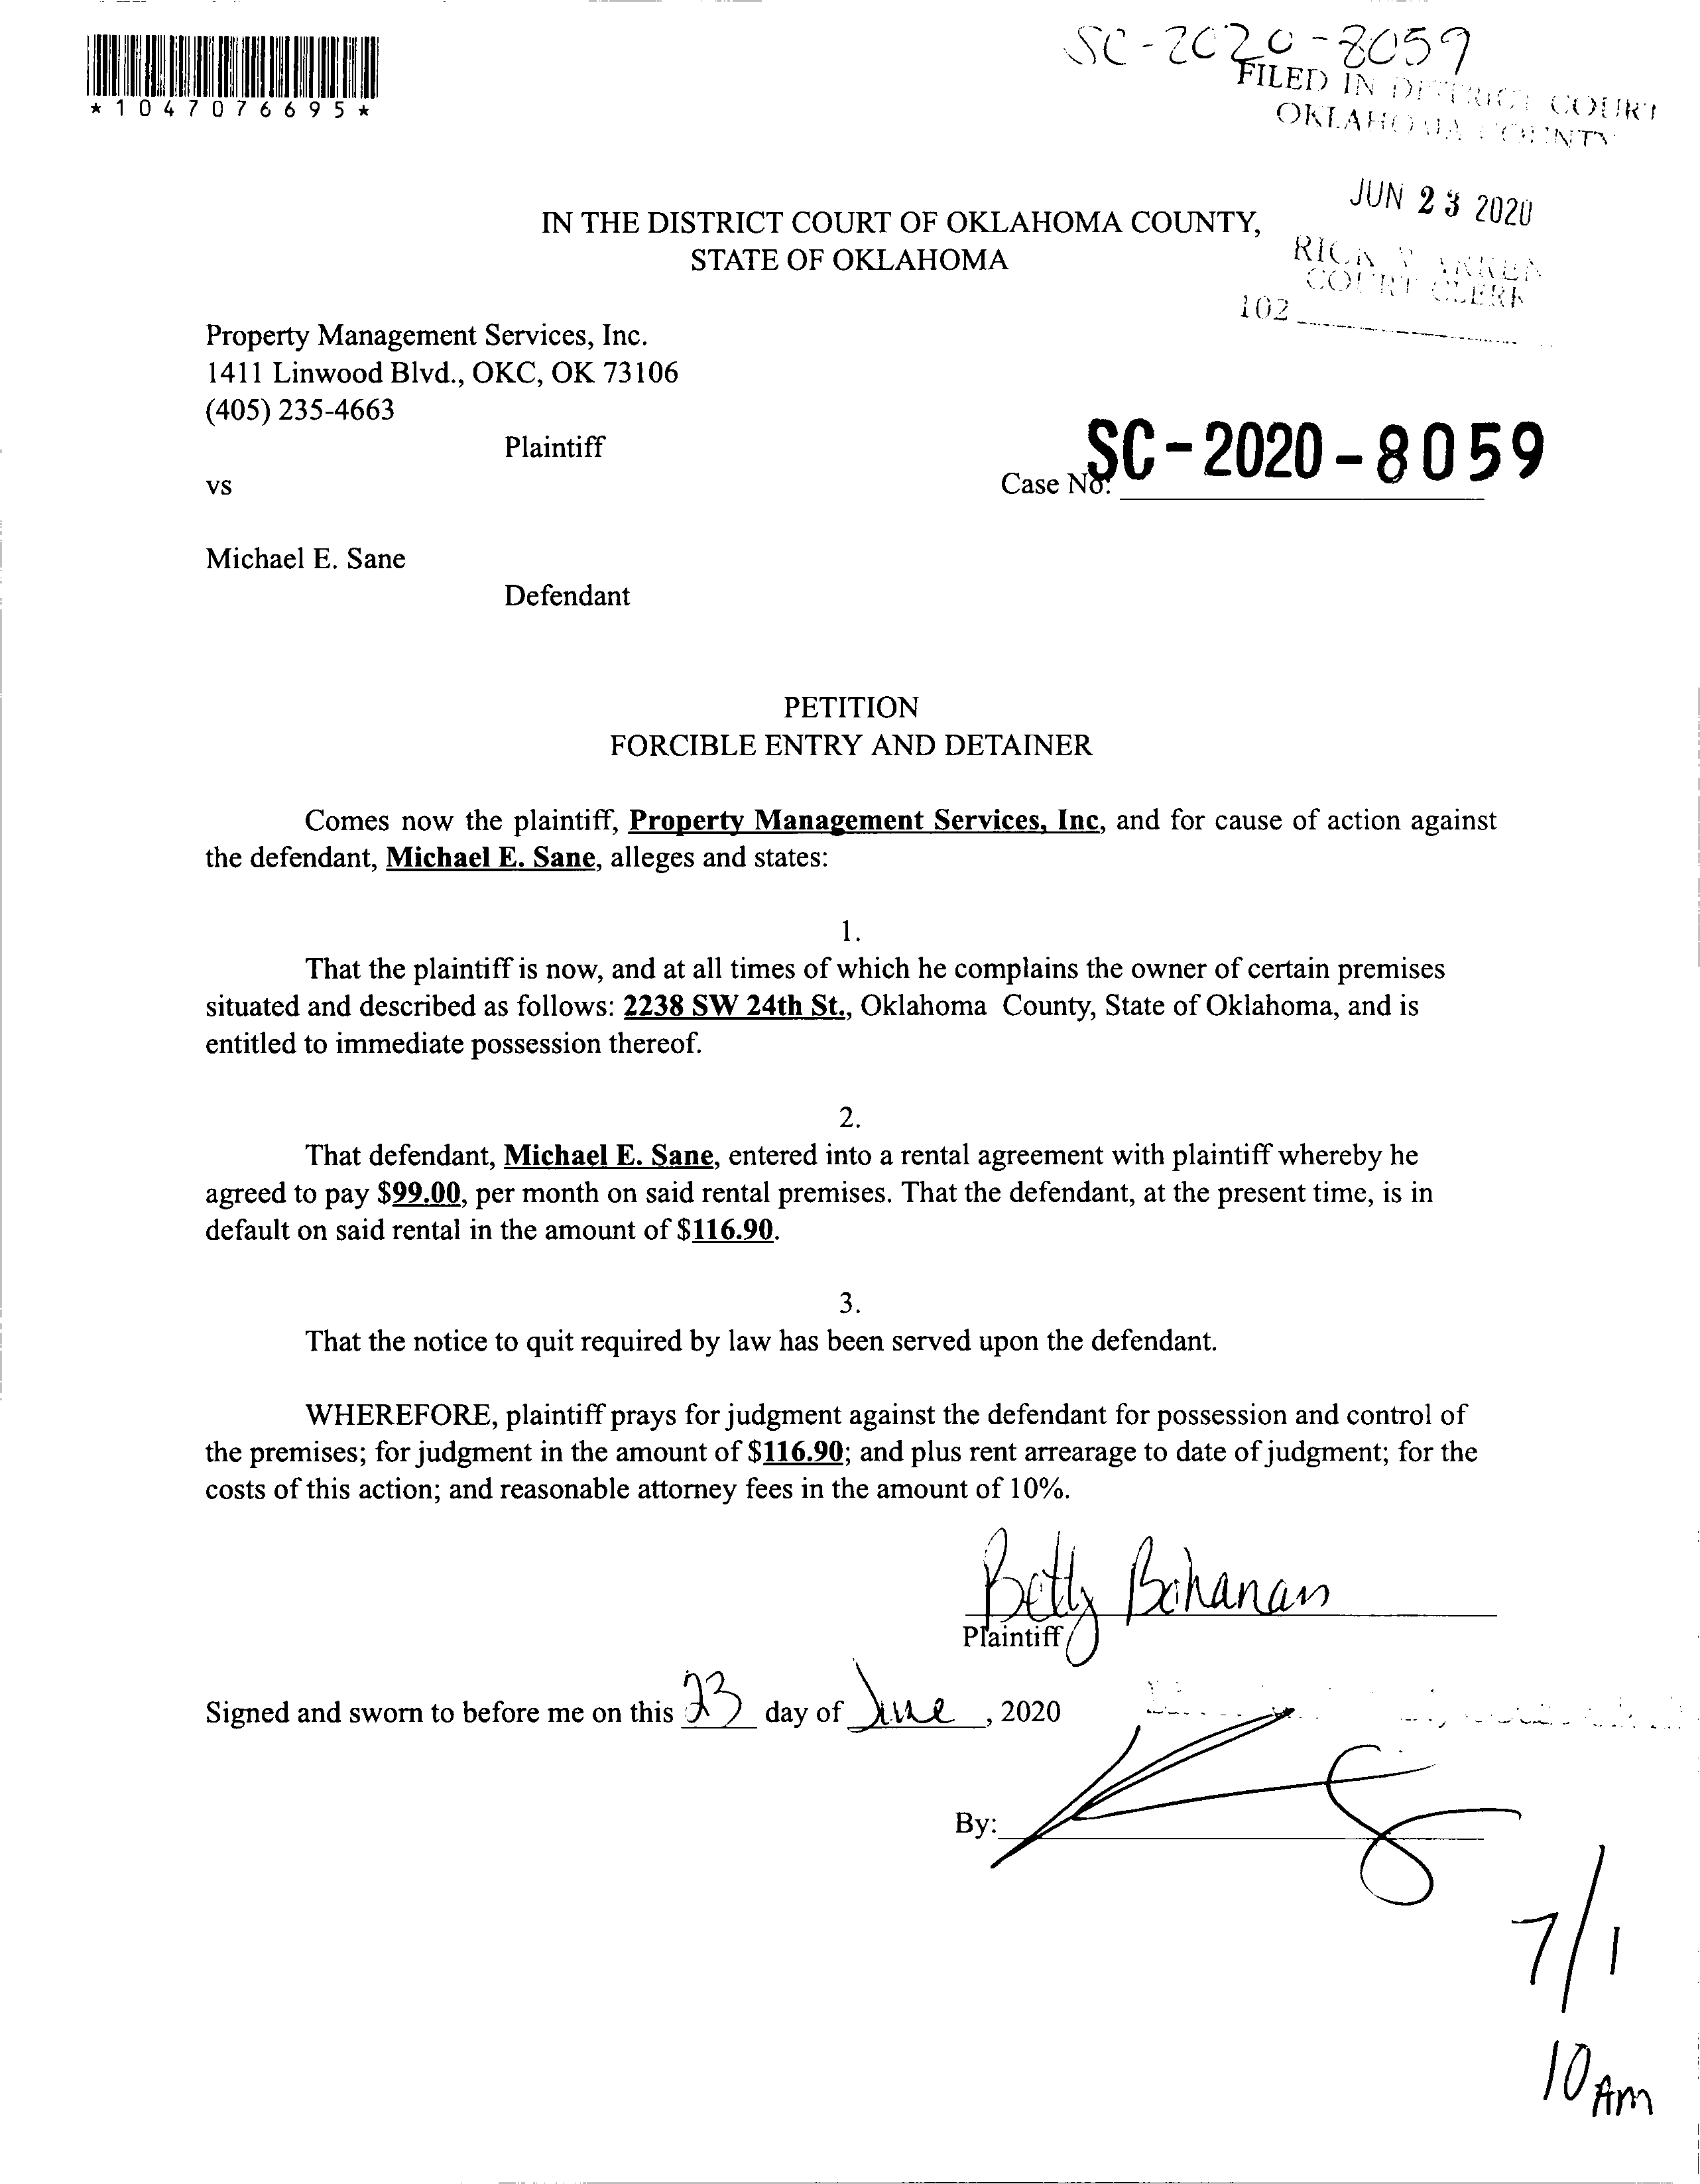 SC-2020-8059
*1047076695*
FILED IN DISTRICT COURT
OKLAHOMA COUNTY
JUN 23 2020
IN THE DISTRICT COURT OF OKLAHOMA COUNTY,
STATE OF OKLAHOMA
RICK WARREN
COURT CLERK
102
Property Management Services, Inc.
1411 Linwood Blvd., OKC, OK 73106
(405) 235-4663
Plaintiff
vs
Case No: SC-2020-8059
Michael E. Sane
Defendant
PETITION
FORCIBLE ENTRY AND DETAINER
Comes now the plaintiff, Property Management Services, Inc, and for cause of action against
the defendant, Michael E. Sane, alleges and states:
1.
That the plaintiff is now, and at all times of which he complains the owner of certain premises
situated and described as follows: 2238 SW 24th St., Oklahoma County, State of Oklahoma, and is
entitled to immediate possession thereof.
2.
That defendant, Michael E. Sane, entered into a rental agreement with plaintiff whereby he
agreed to pay $99.00, per month on said rental premises. That the defendant, at the present time, is in
default on said rental in the amount of $116.90.
3.
That the notice to quit required by law has been served upon the defendant.
WHEREFORE, plaintiff prays for judgment against the defendant for possession and control of
the premises; for judgment in the amount of $116.90; and plus rent arrearage to date of judgment; for the
costs of this action; and reasonable attorney fees in the amount of 10%.
Betty Bohanan
Plaintiff
Signed and sworn to before me on this 23 day of June, 2020
By:
7/1
10 Am